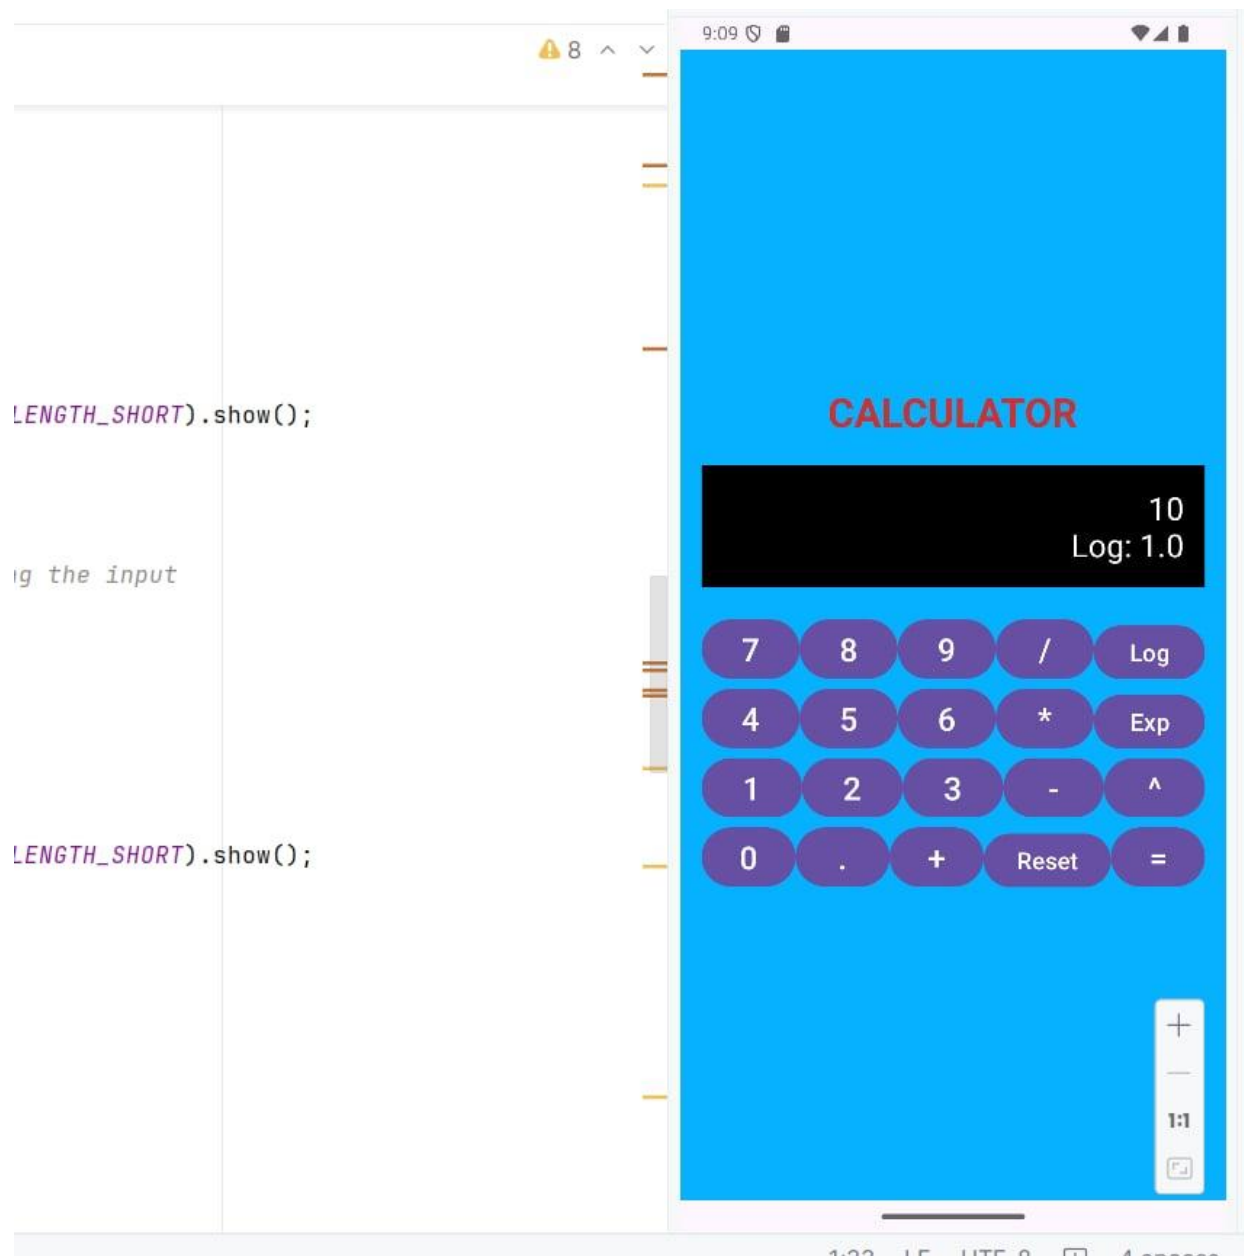 8
LENGTH_SHORT).show();
g the input
LENGTH_SHORT).show();
9:09
CALCULATOR
10
Log: 1.0
7 8 9 / Log
4 5 6 * Exp
1 2 3 - ^
0 . + Reset =
1:1